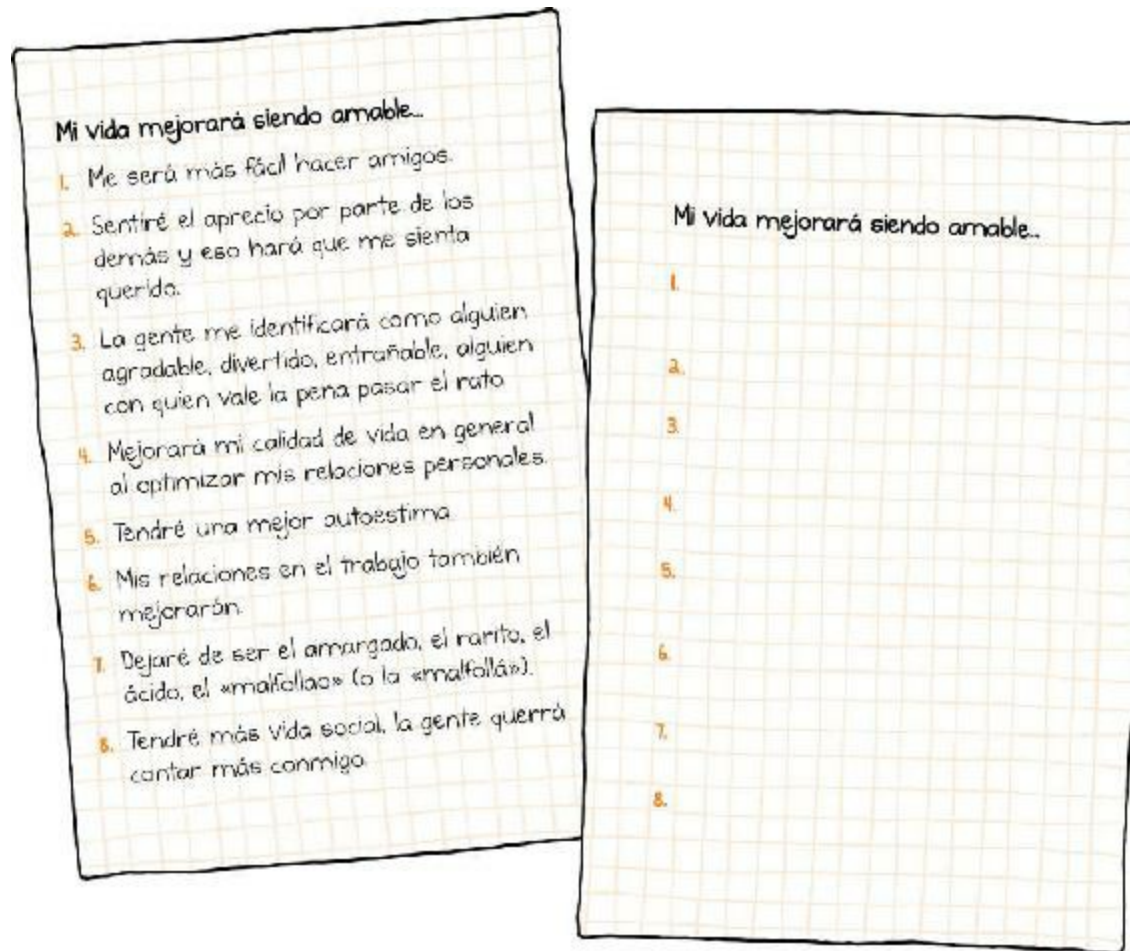 Mi vida mejorará siendo amable...
1. Me será más fácil hacer amigos.
2. Sentiré el aprecio por parte de los
demás y eso hará que me sienta
querido.
3. La gente me identificará como alguien
agradable, divertido, entrañable, alguien
con quien vale la pena pasar el rato.
4. Mejorará mi calidad de vida en general
al optimizar mis relaciones personales.
5. Tendré una mejor autoestima.
6. Mis relaciones en el trabajo también
mejorarán.
7. Dejaré de ser el amargado, el rarito, el
ácido, el «malfollao» (o la «malfollá»).
8. Tendré más vida social, la gente querrá
contar más conmigo.
Mi vida mejorará siendo amable...
1.
2.
3.
4.
5.
6.
7.
8.